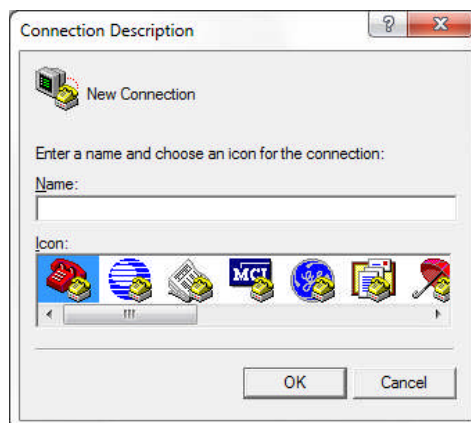 Connection Description
New Connection
Enter a name and choose an icon for the connection:
Name:
Icon:
MCI
OK
Cancel